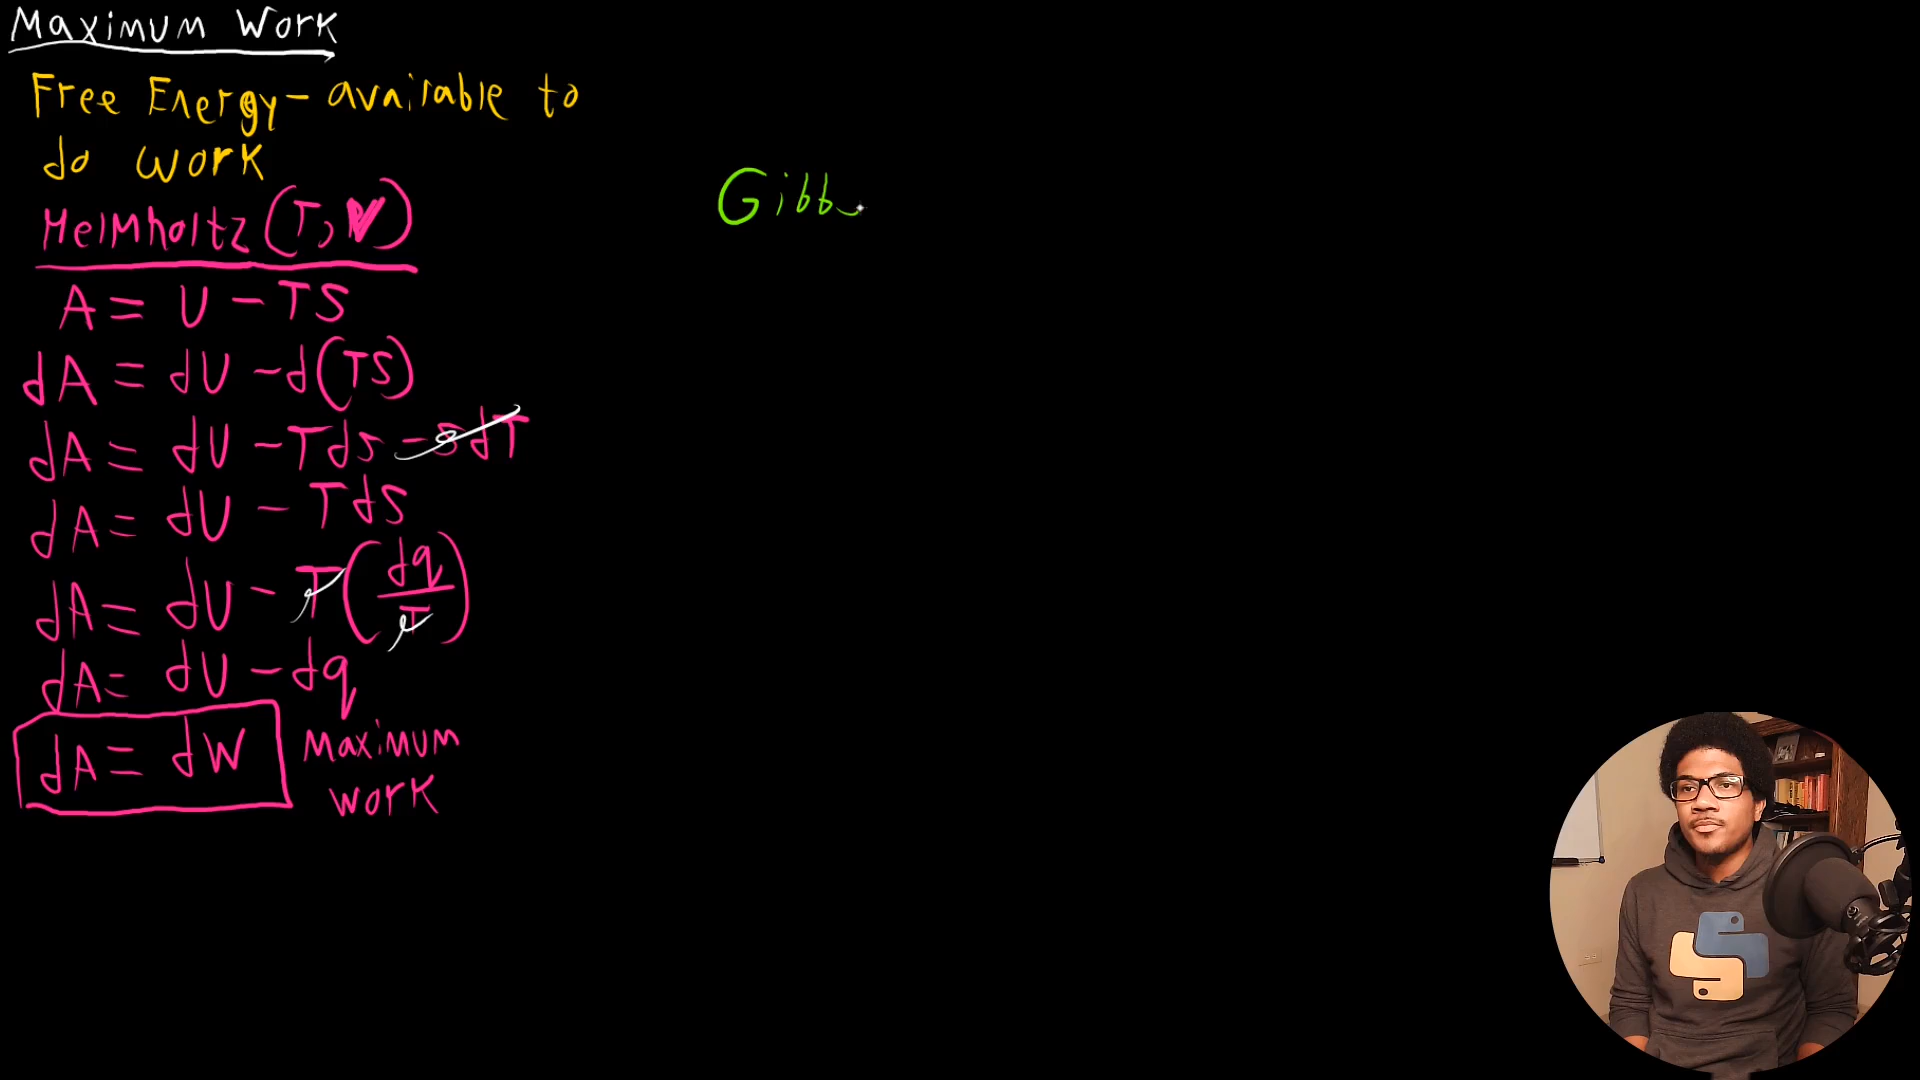 Maximum Work
Free Energy - available to
do work
Helmholtz (T, V)
A = U - TS
dA = dU - d(TS)
dA = dU - Tds - sdT
dA = dU - TdS
dA = dU - T(dq/T)
dA = dU - dq
dA = dW Maximum
work
Gibb